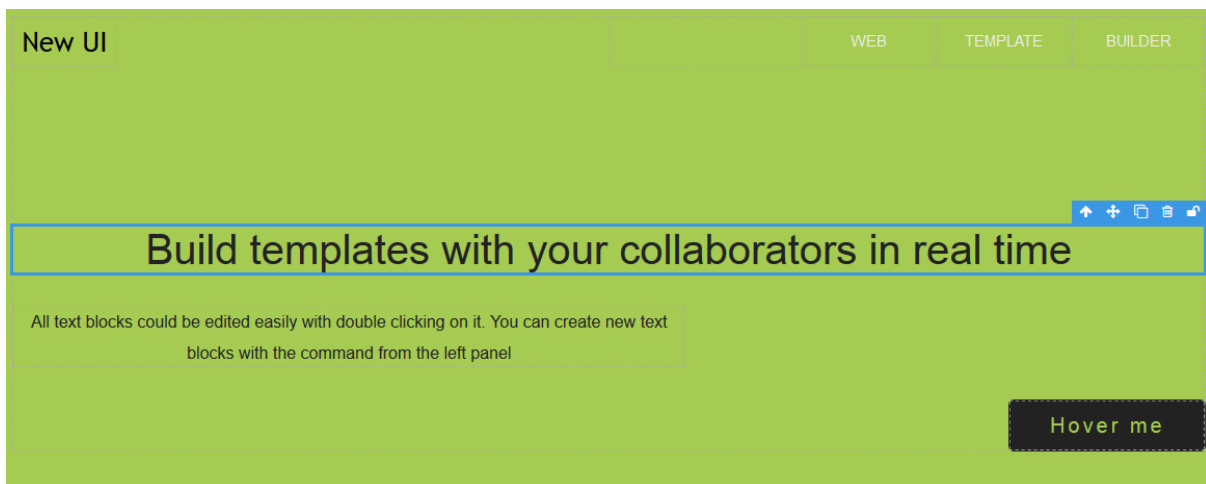 New UI
WEB TEMPLATE BUILDER
Build templates with your collaborators in real time
All text blocks could be edited easily with double clicking on it. You can create new text
blocks with the command from the left panel
Hover me